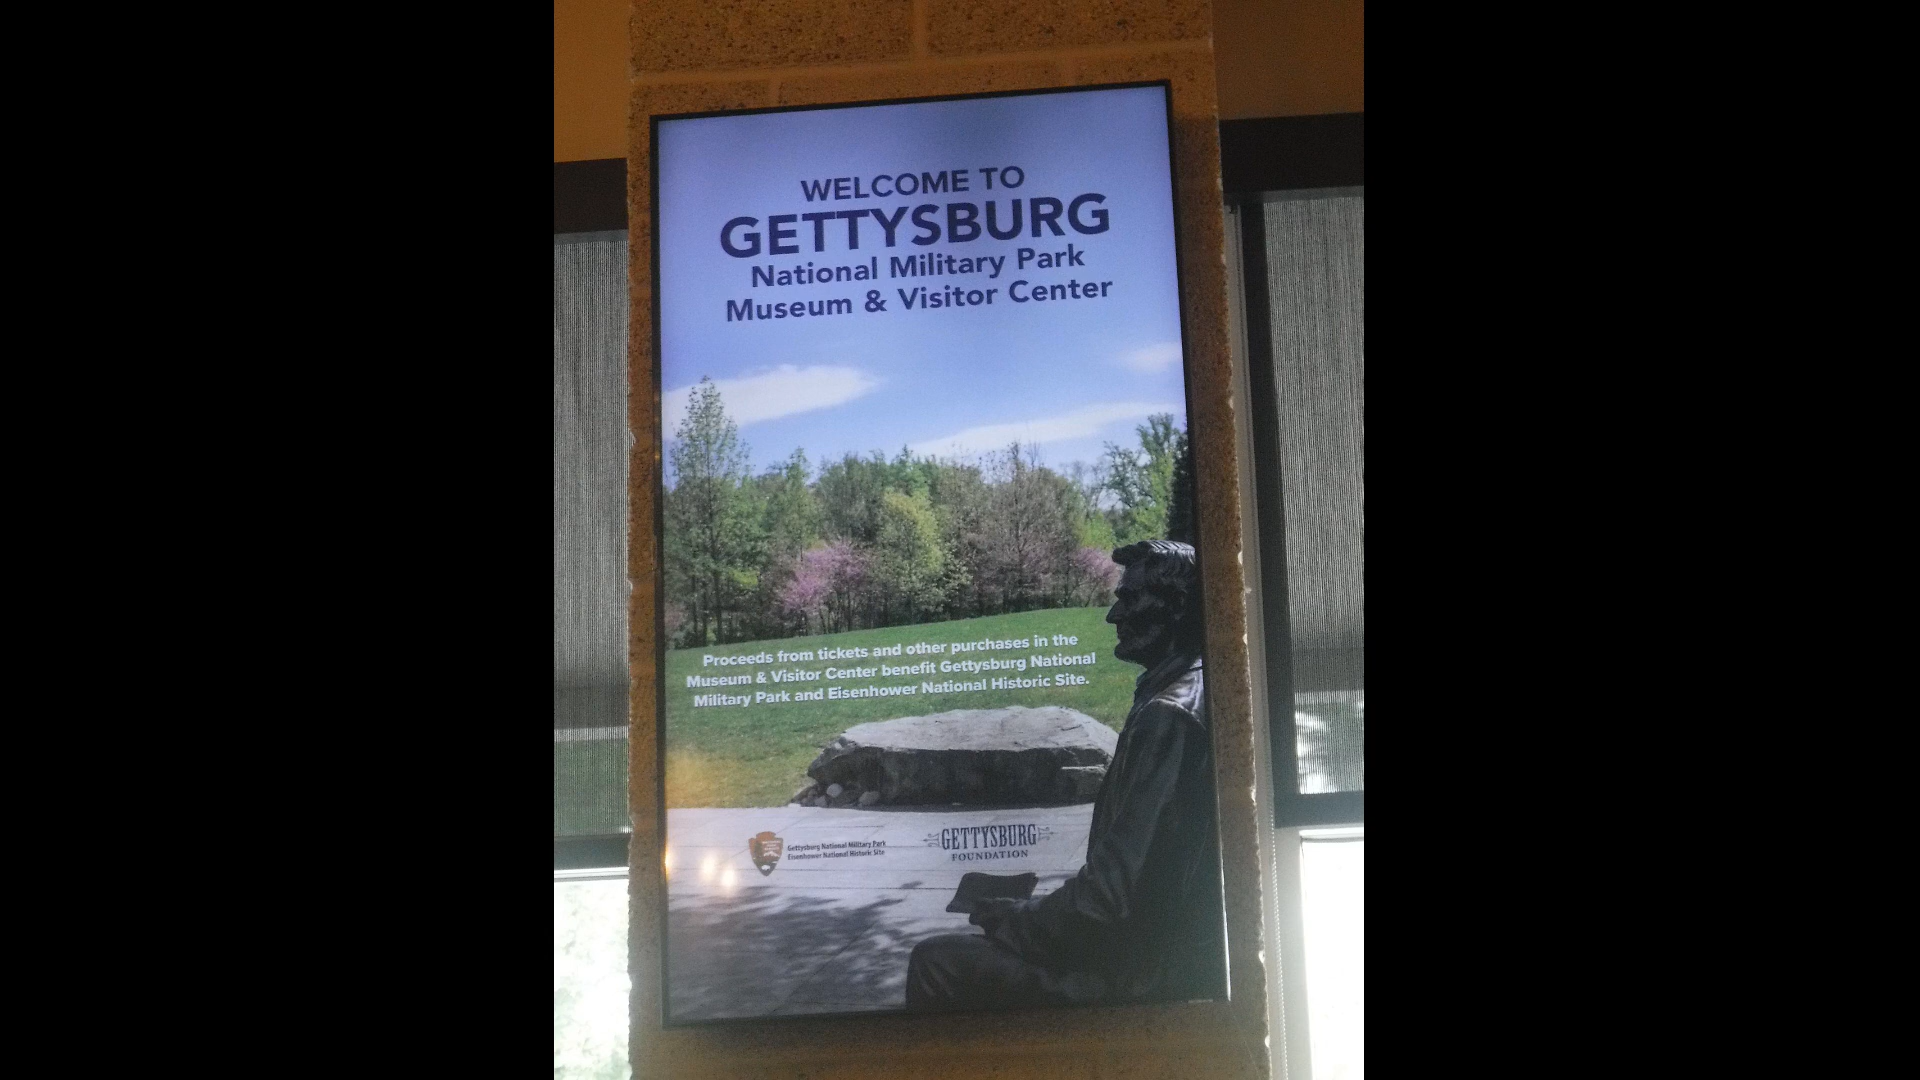 WELCOME TO
GETTYSBURG
National Military Park
Museum & Visitor Center
Proceeds from tickets and other purchases in the
Museum & Visitor Center benefit Gettysburg National
Military Park and Eisenhower National Historic Site.
Gettysburg National Military Park
Eisenhower National Historic Site
GETTYSBURG
FOUNDATION